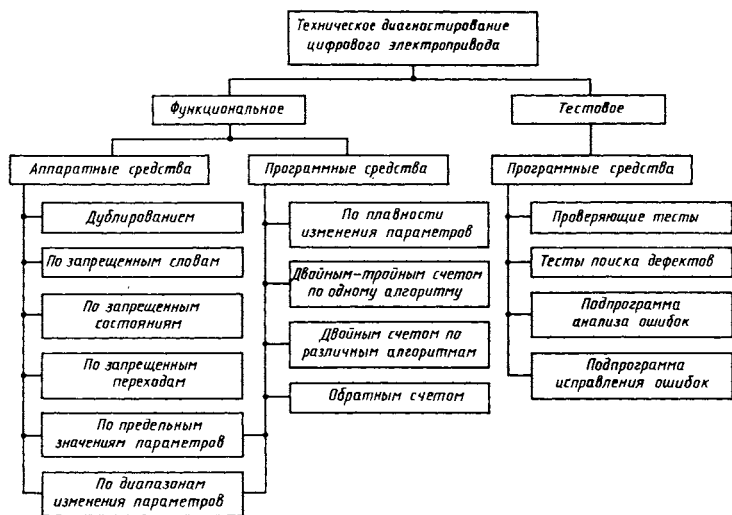 Техническое диагностирование
цифрового электропривода
Функциональное
Тестовое
Аппаратные средства
Программные средства
Программные средства
Дублированием
По запрещенным словам
По запрещенным
состояниям
По запрещенным
переходам
По предельным
значениям параметров
По диапазонам
изменения параметров
По плавности
изменения параметров
Двойным-тройным счетом
по одному алгоритму
Двойным счетом по
различным алгоритмам
Обратным счетом
Проверяющие тесты
Тесты поиска дефектов
Подпрограмма
анализа ошибок
Подпрограмма
исправления ошибок